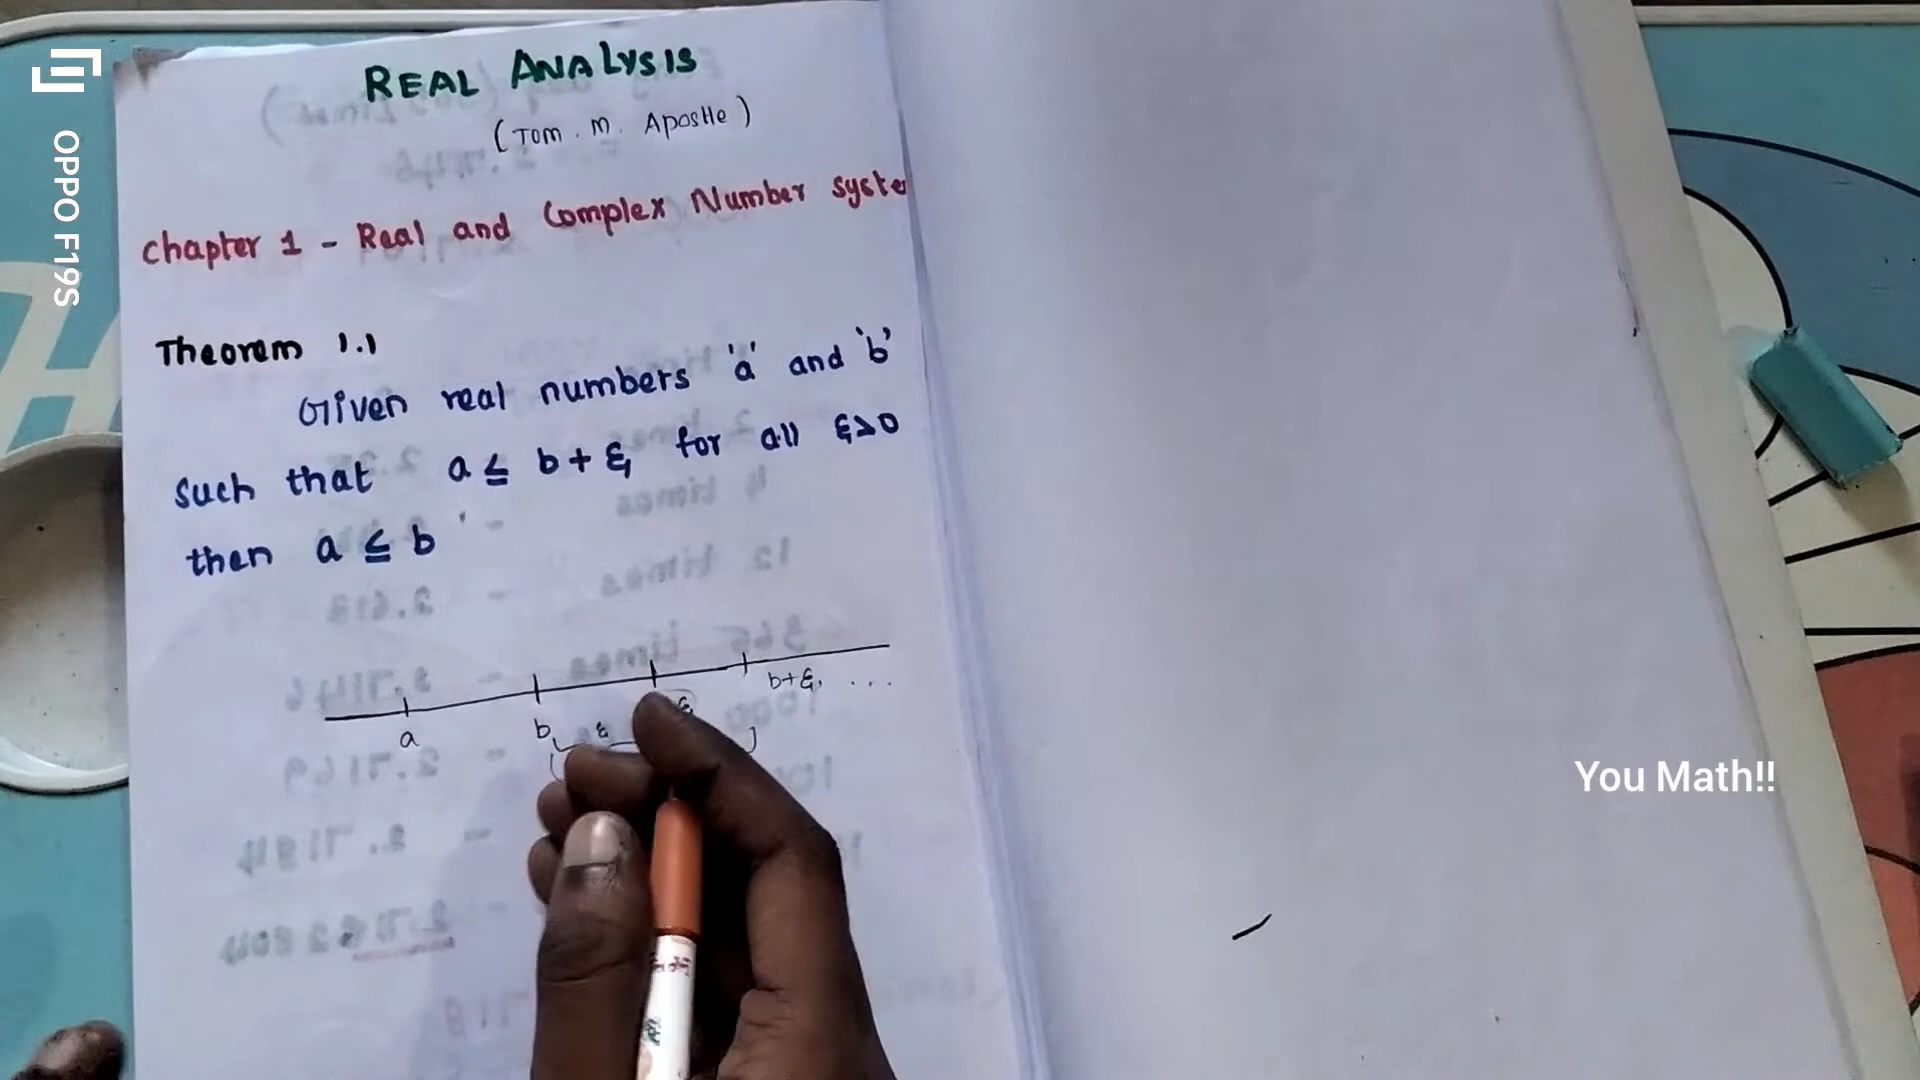 REAL ANALYSIS
(TOM. M. Apostle)
chapter 1 - Real and Complex Number syste
Theorem 1.1
Given real numbers 'a' and 'b'
such that a ≤ b + ε, for all ε>0
then a ≤ b
a
b
ε
ε
b+ε, ...
OPPO F19S
You Math!!